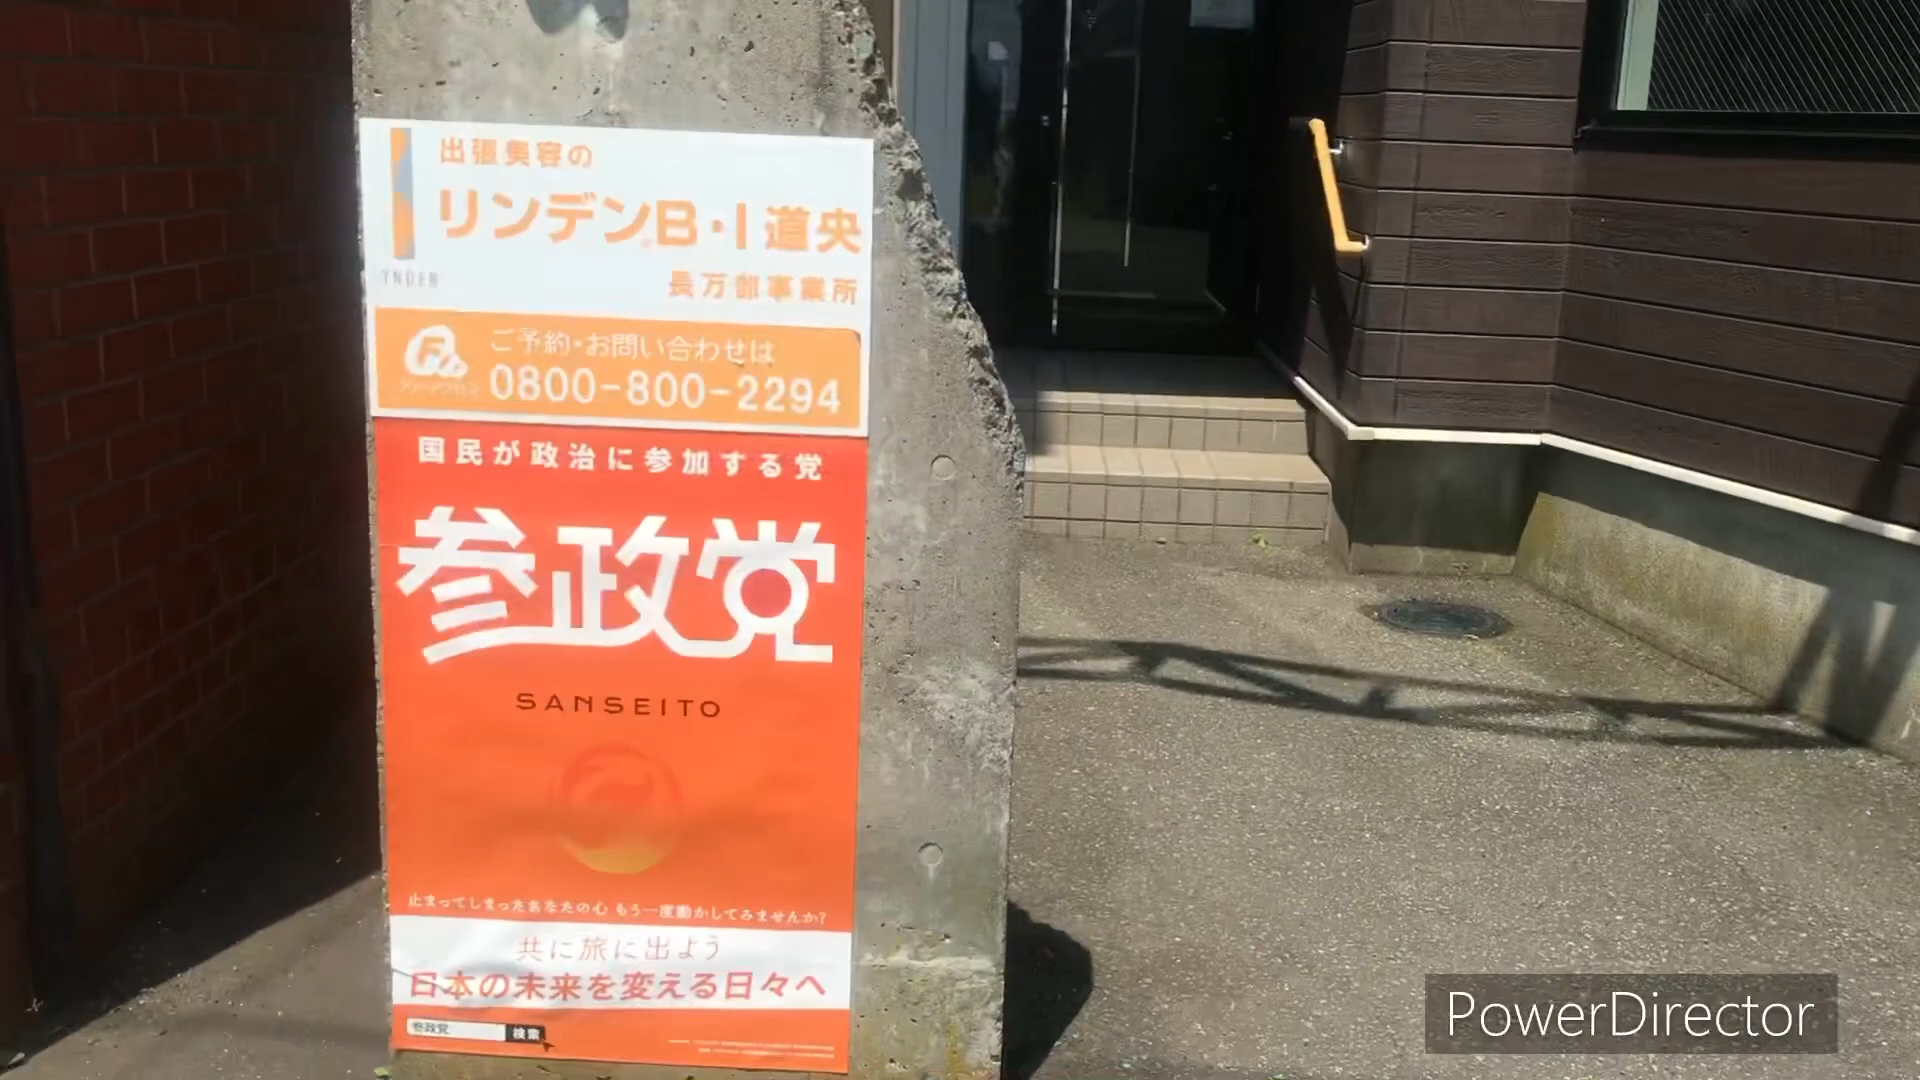 出張美容の
リンデンB・I 道央
長万部事業所
ご予約・お問い合わせは
0800-800-2294
国民が政治に参加する党
参政党
SANSEITO
止まってしまったあなたの心 もう一度動かしてみませんか?
共に旅に出よう
日本の未来を変える日々へ
参政党 検索
PowerDirector